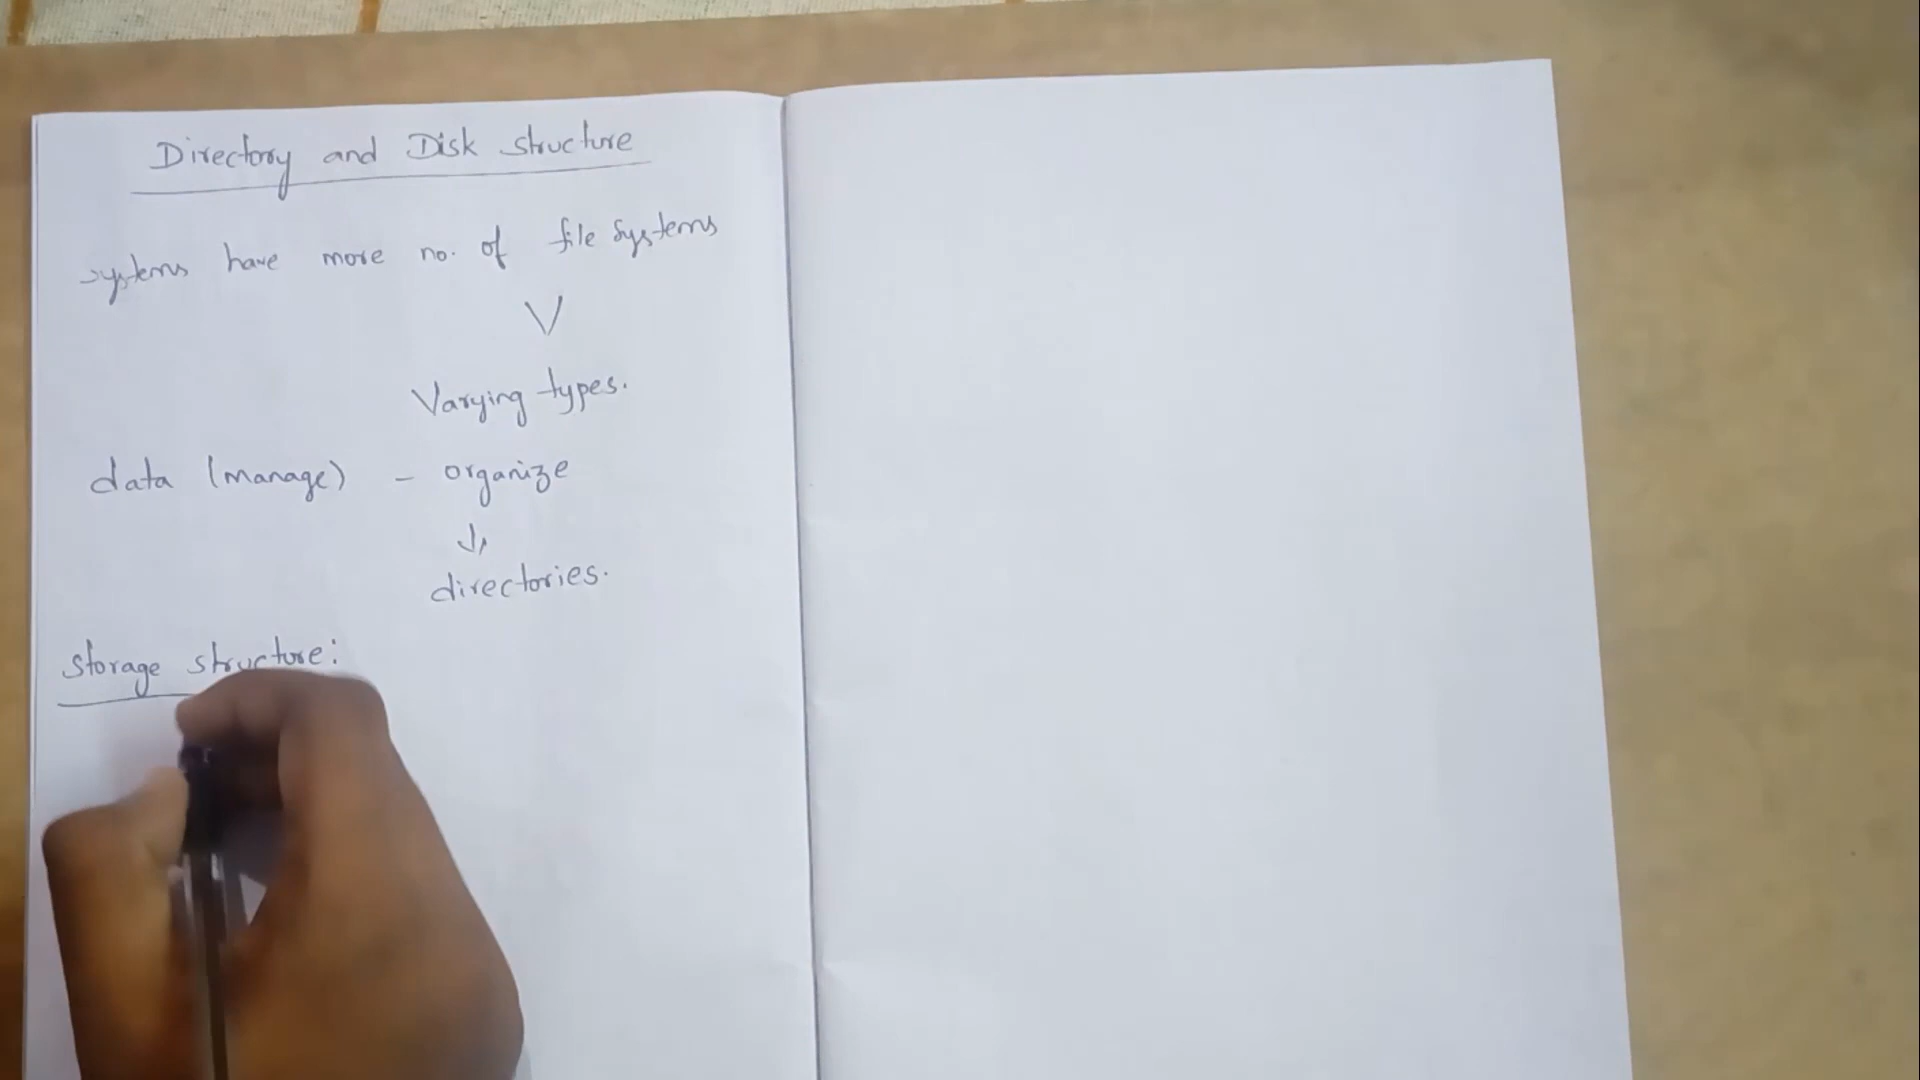 Directory and Disk structure
systems have more no. of file systems
Varying types.
data (manage) - organize
directories.
Storage structure: